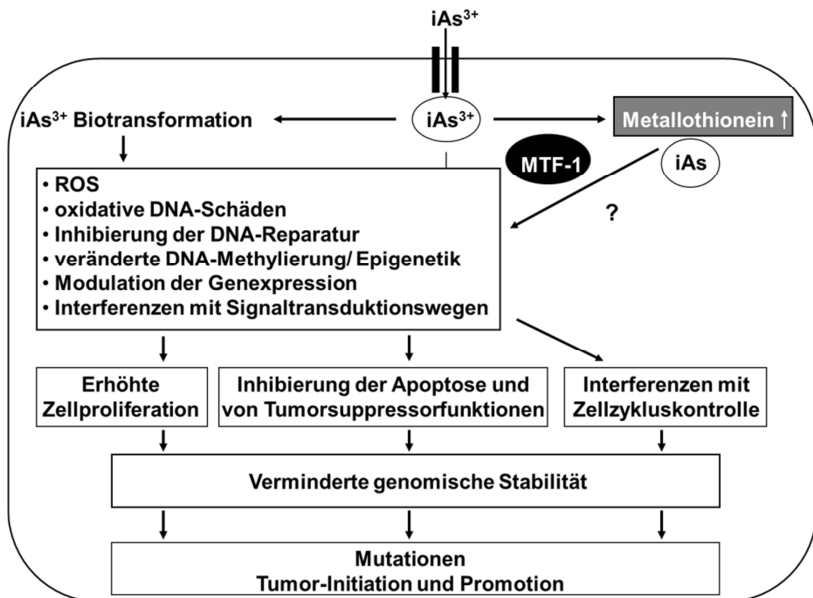 iAs³⁺
iAs³⁺ Biotransformation
iAs³⁺
Metallothionein ↑
MTF-1
iAs
?
• ROS
• oxidative DNA-Schäden
• Inhibierung der DNA-Reparatur
• veränderte DNA-Methylierung/ Epigenetik
• Modulation der Genexpression
• Interferenzen mit Signaltransduktionswegen
Erhöhte
Zellproliferation
Inhibierung der Apoptose und
von Tumorsuppressorfunktionen
Interferenzen mit
Zellzykluskontrolle
Verminderte genomische Stabilität
Mutationen
Tumor-Initiation und Promotion